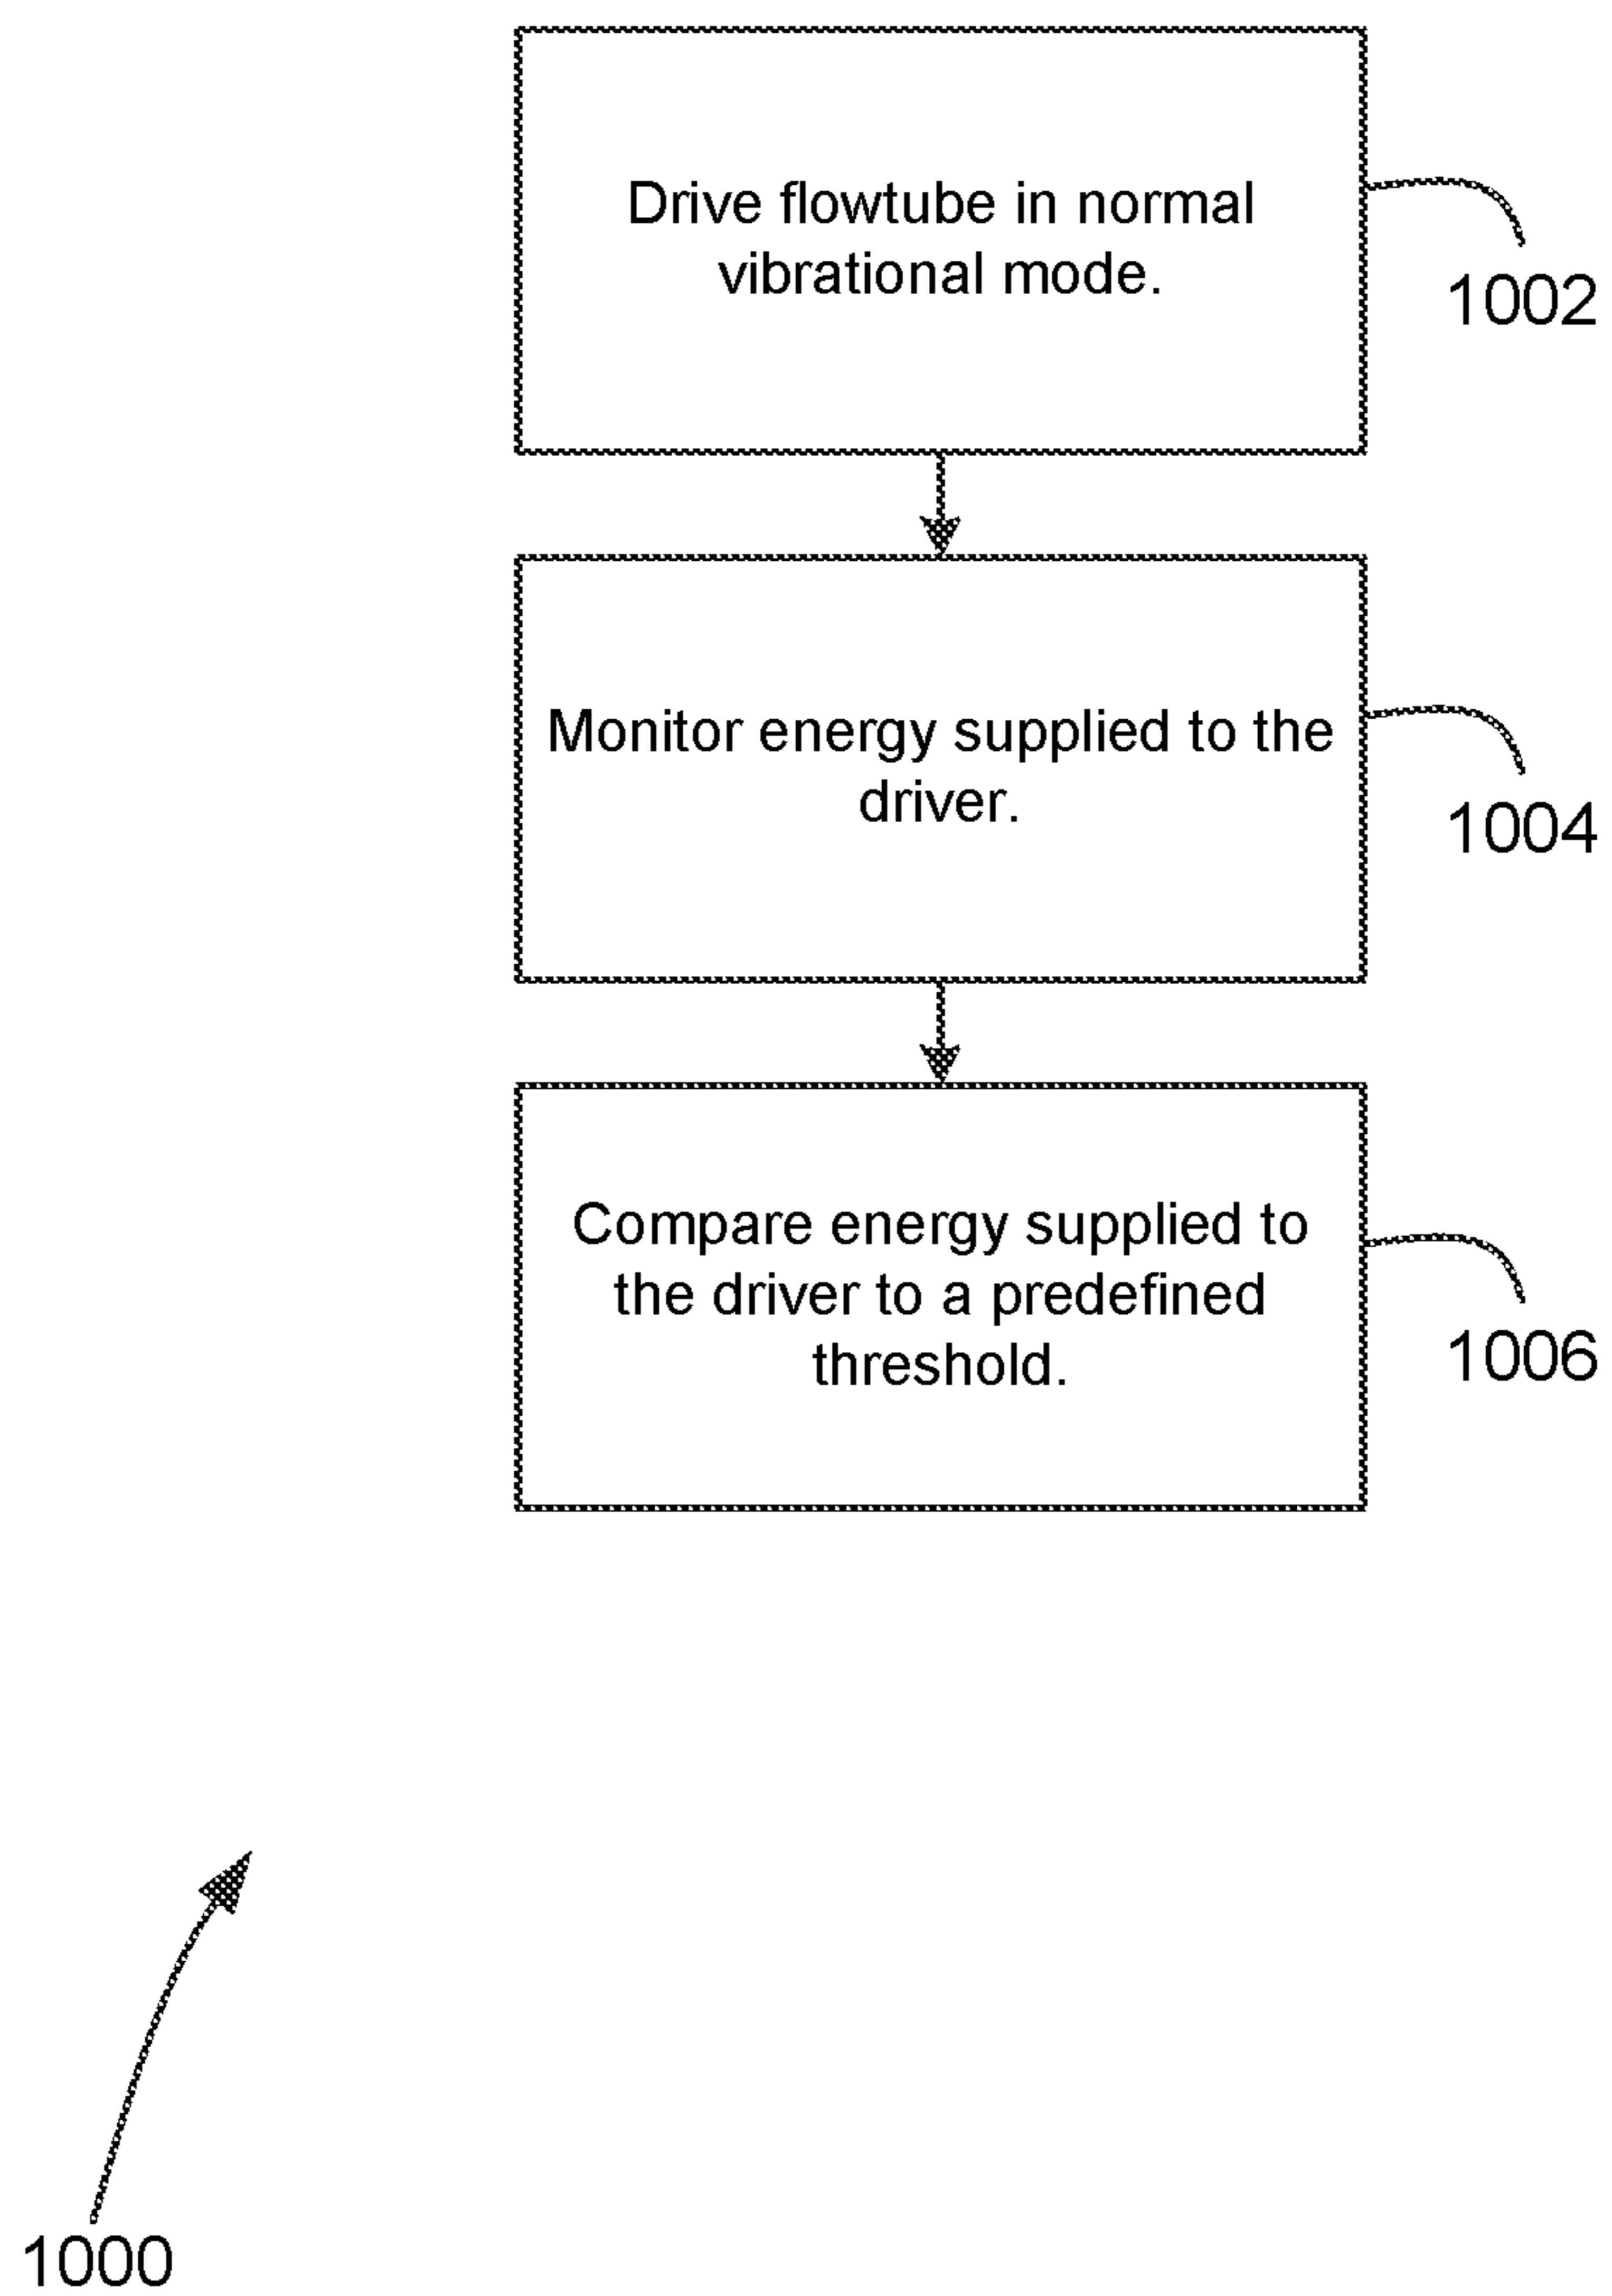 Drive flowtube in normal
vibrational mode.
1002
Monitor energy supplied to the
driver.
1004
Compare energy supplied to
the driver to a predefined
threshold.
1006
1000